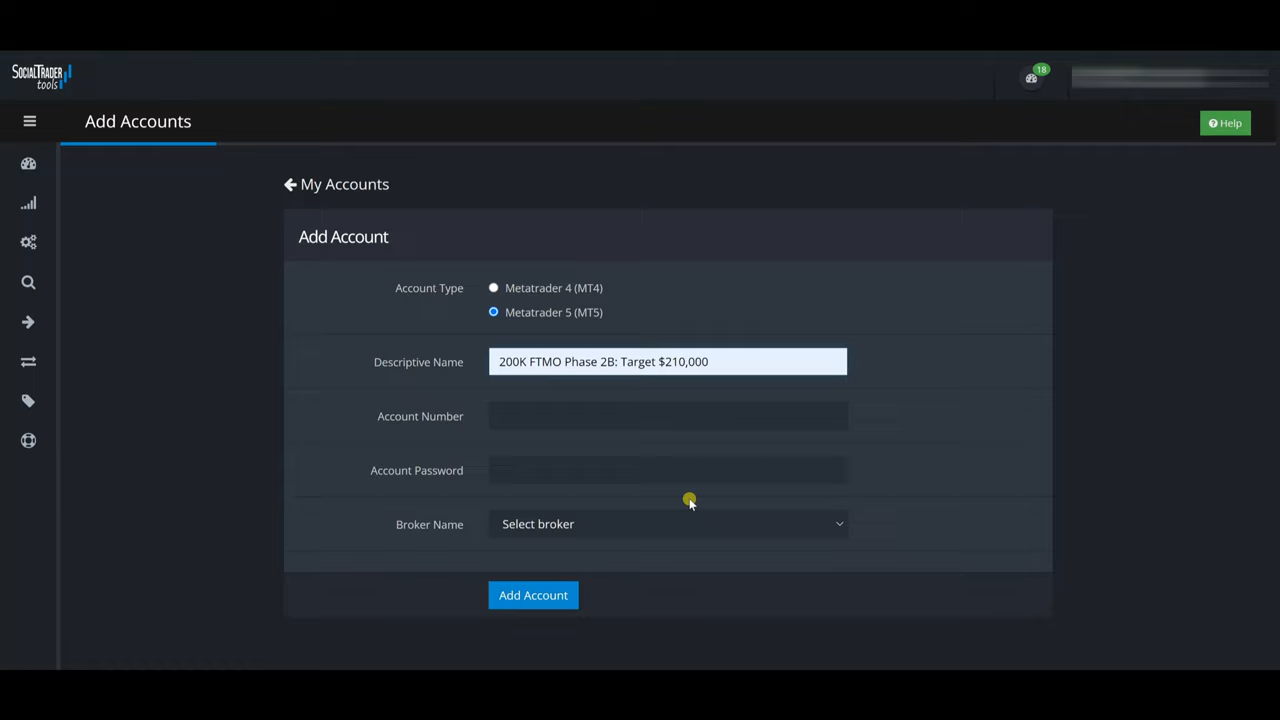 SOCIALTRADER
tools
18
Add Accounts
Help
My Accounts
Add Account
Account Type
Metatrader 4 (MT4)
Metatrader 5 (MT5)
Descriptive Name
200K FTMO Phase 2B: Target $210,000
Account Number
Account Password
Broker Name
Select broker
Add Account